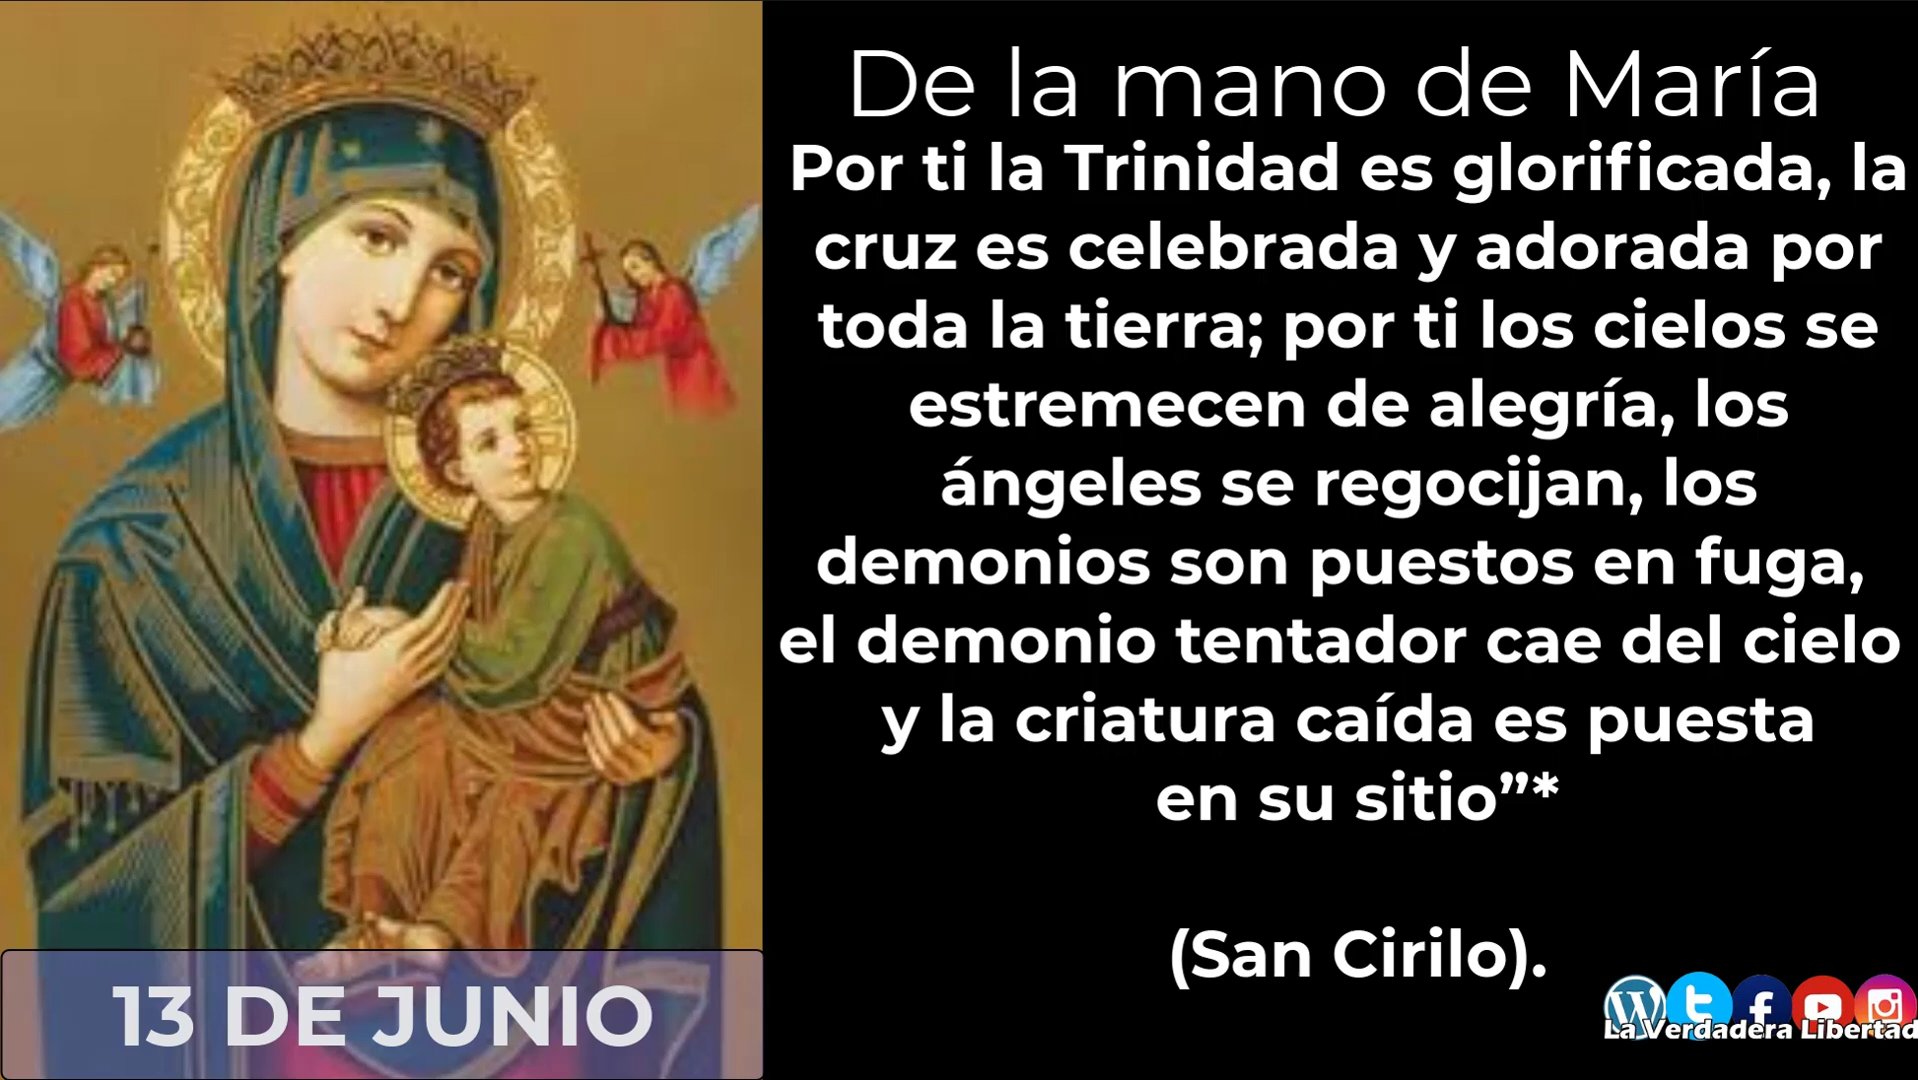 De la mano de María
Por ti la Trinidad es glorificada, la
cruz es celebrada y adorada por
toda la tierra; por ti los cielos se
estremecen de alegría, los
ángeles se regocijan, los
demonios son puestos en fuga,
el demonio tentador cae del cielo
y la criatura caída es puesta
en su sitio”*
(San Cirilo).
13 DE JUNIO
La Verdadera Libertad